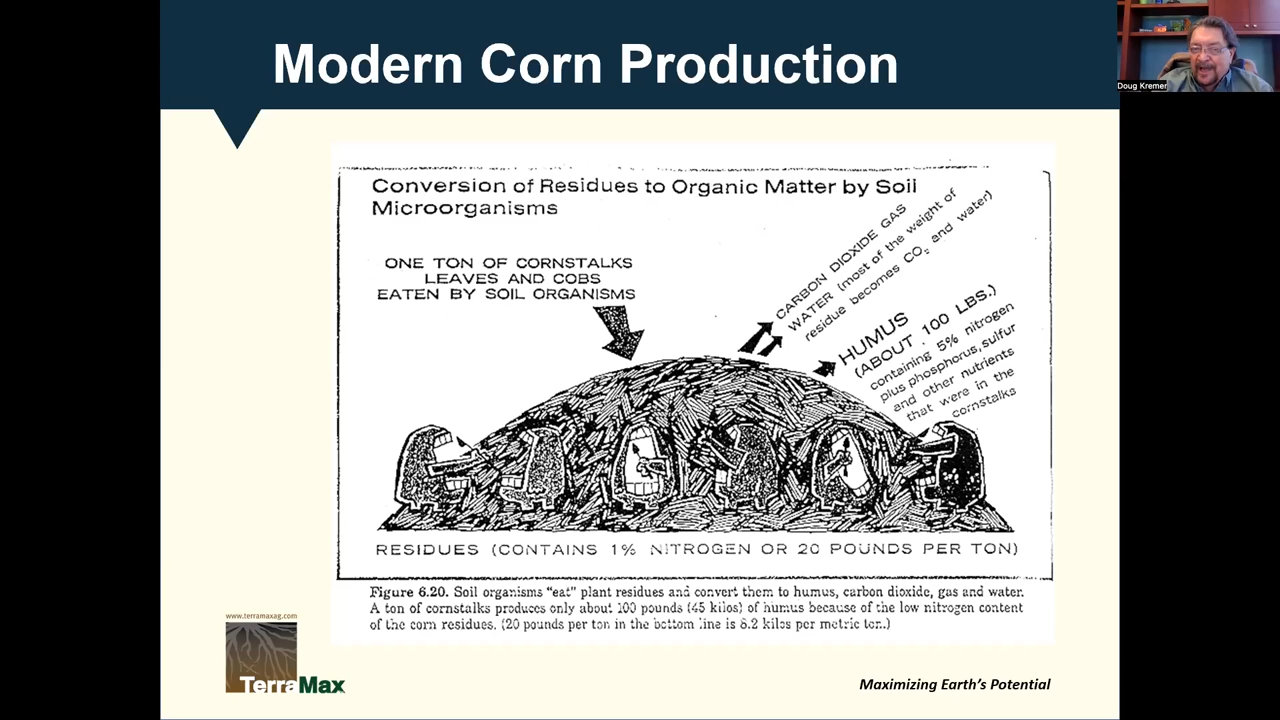 Modern Corn Production
Doug Kremer
Conversion of Residues to Organic Matter by Soil
Microorganisms
ONE TON OF CORNSTALKS
LEAVES AND COBS
EATEN BY SOIL ORGANISMS
CARBON DIOXIDE GAS
WATER (most of the weight of
residue becomes CO₂ and water)
HUMUS
(ABOUT 100 LBS.)
containing 5% nitrogen
plus phosphorus, sulfur
and other nutrients
that were in the
cornstalks
RESIDUES (CONTAINS 1% NITROGEN OR 20 POUNDS PER TON)
Figure 6.20. Soil organisms "eat" plant residues and convert them to humus, carbon dioxide, gas and water.
A ton of cornstalks produces only about 100 pounds (45 kilos) of humus because of the low nitrogen content
of the corn residues. (20 pounds per ton in the bottom line is 8.2 kilos per metric ton.)
www.terramaxag.com
TerraMax
Maximizing Earth's Potential